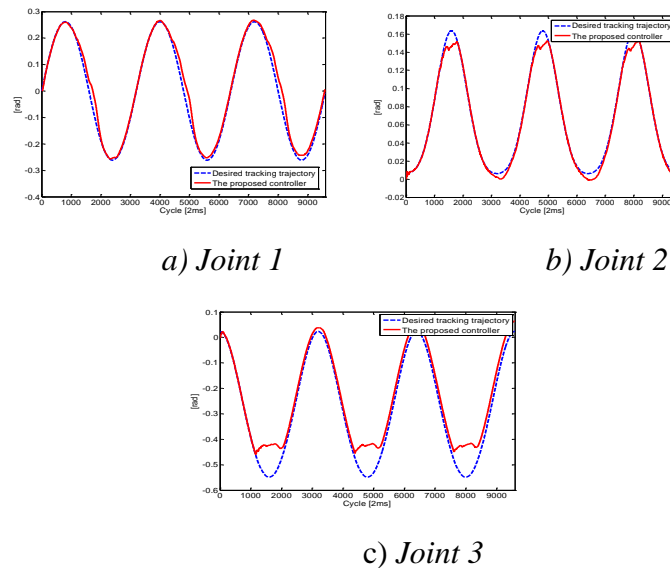 0.3
0.2
0.1
0
-0.1
-0.2
-0.3
-0.4
[rad]
0 1000 2000 3000 4000 5000 6000 7000 8000 9000
Cycle [2ms]
Desired tracking trajectory
The proposed controller
a) Joint 1
0.18
0.16
0.14
0.12
0.1
0.08
0.06
0.04
0.02
0
-0.02
[rad]
0 1000 2000 3000 4000 5000 6000 7000 8000 9000
Cycle [2ms]
Desired tracking trajectory
The proposed controller
b) Joint 2
0.1
0
-0.1
-0.2
-0.3
-0.4
-0.5
-0.6
[rad]
0 1000 2000 3000 4000 5000 6000 7000 8000 9000
Cycle [2ms]
Desired tracking trajectory
The proposed controller
c) Joint 3